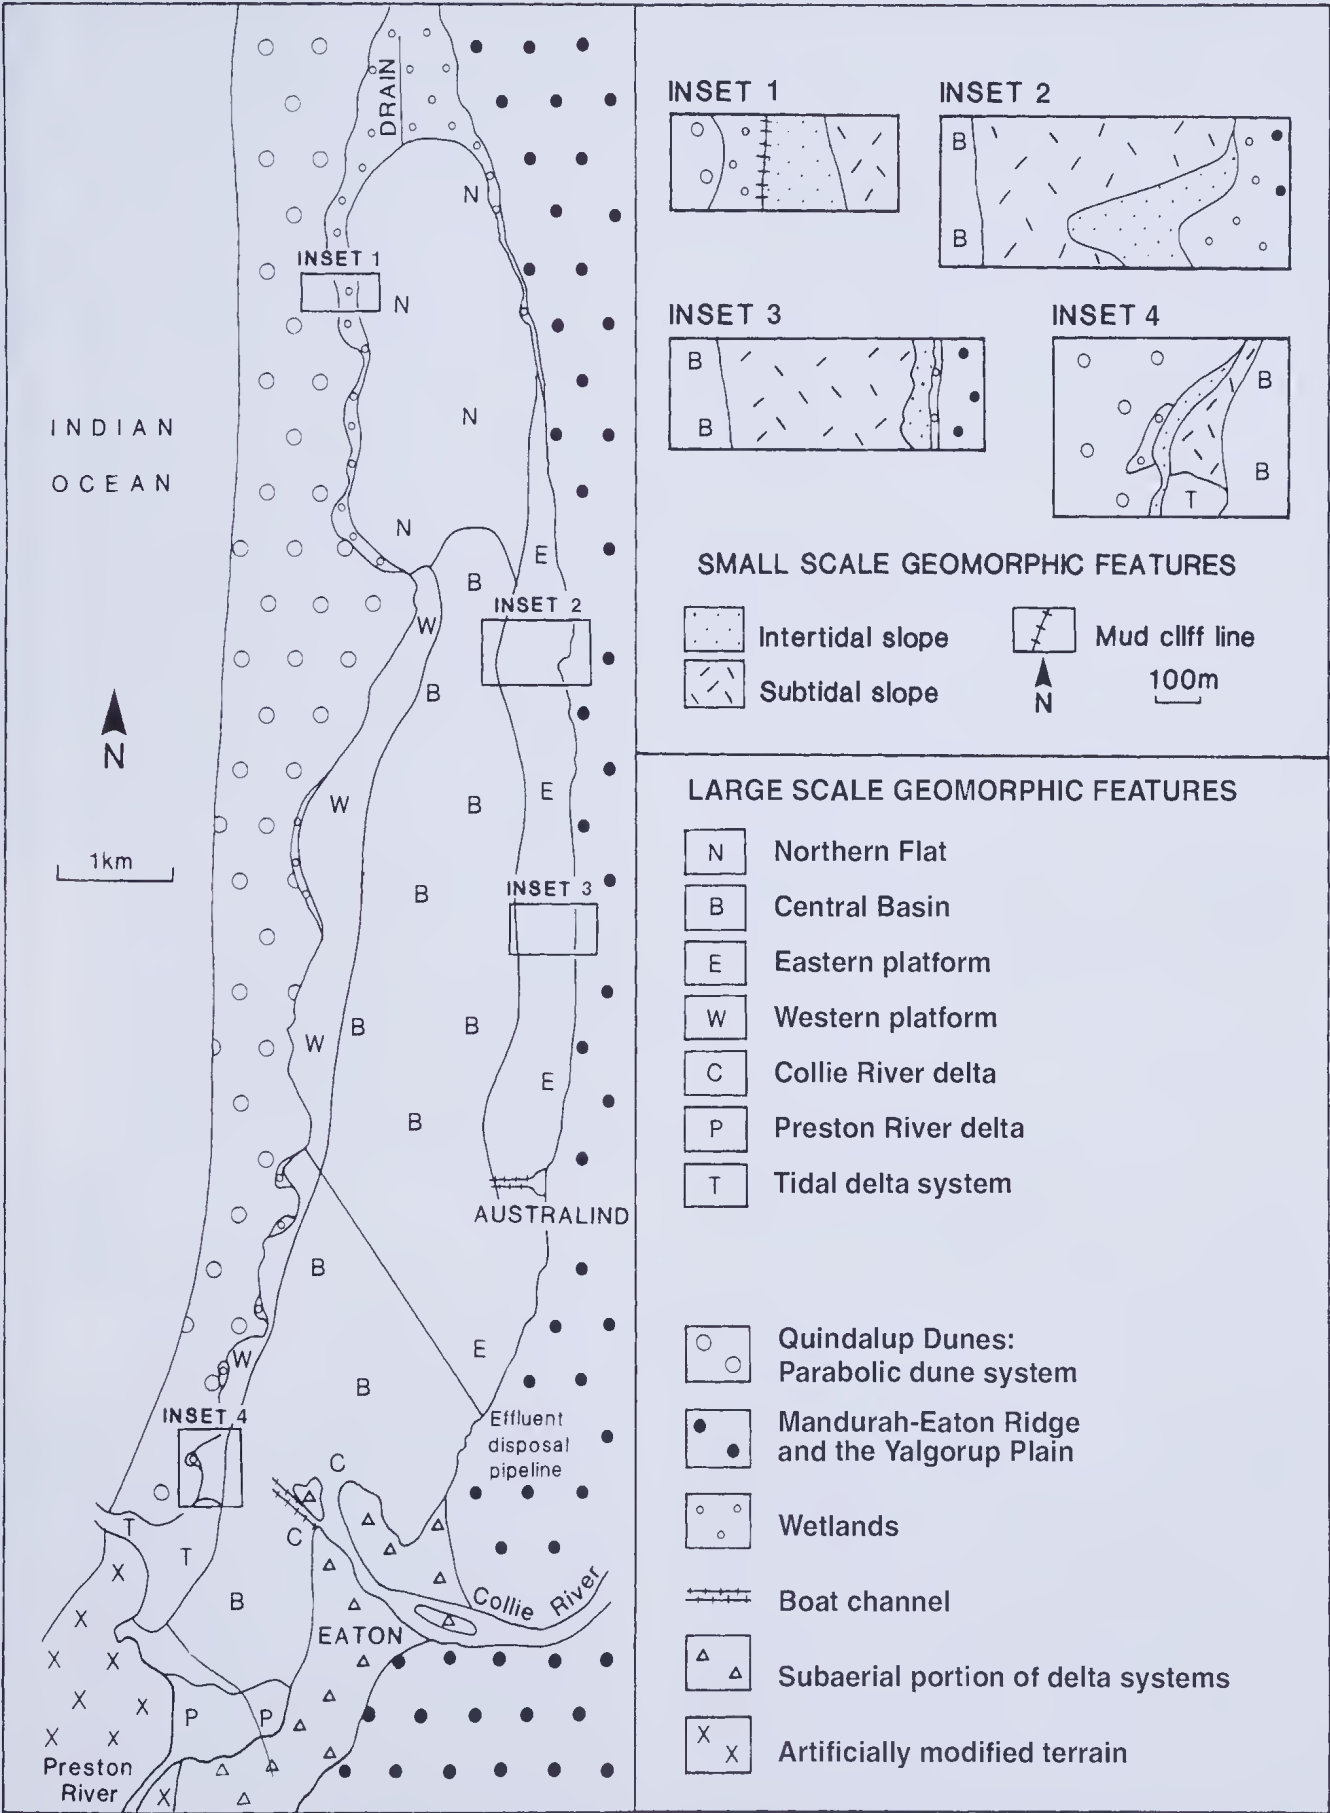 DRAIN
N
INSET 1
N
N
INDIAN
OCEAN
N
E
B
INSET 2
W
B
N
W
B
E
1km
B
INSET 3
W
B
B
E
B
AUSTRALIND
B
E
W
B
INSET 4
Effluent
disposal
pipeline
C
T
C
T
X
B
Collie River
EATON
X
X
X
X
X
P
P
X
X
Preston
River
X
INSET 1
INSET 2
B
B
INSET 3
B
B
INSET 4
B
B
T
SMALL SCALE GEOMORPHIC FEATURES
Intertidal slope
Mud cliff line
Subtidal slope
N
100m
LARGE SCALE GEOMORPHIC FEATURES
N Northern Flat
B Central Basin
E Eastern platform
W Western platform
C Collie River delta
P Preston River delta
T Tidal delta system
Quindalup Dunes:
Parabolic dune system
Mandurah-Eaton Ridge
and the Yalgorup Plain
Wetlands
Boat channel
Subaerial portion of delta systems
X X Artificially modified terrain